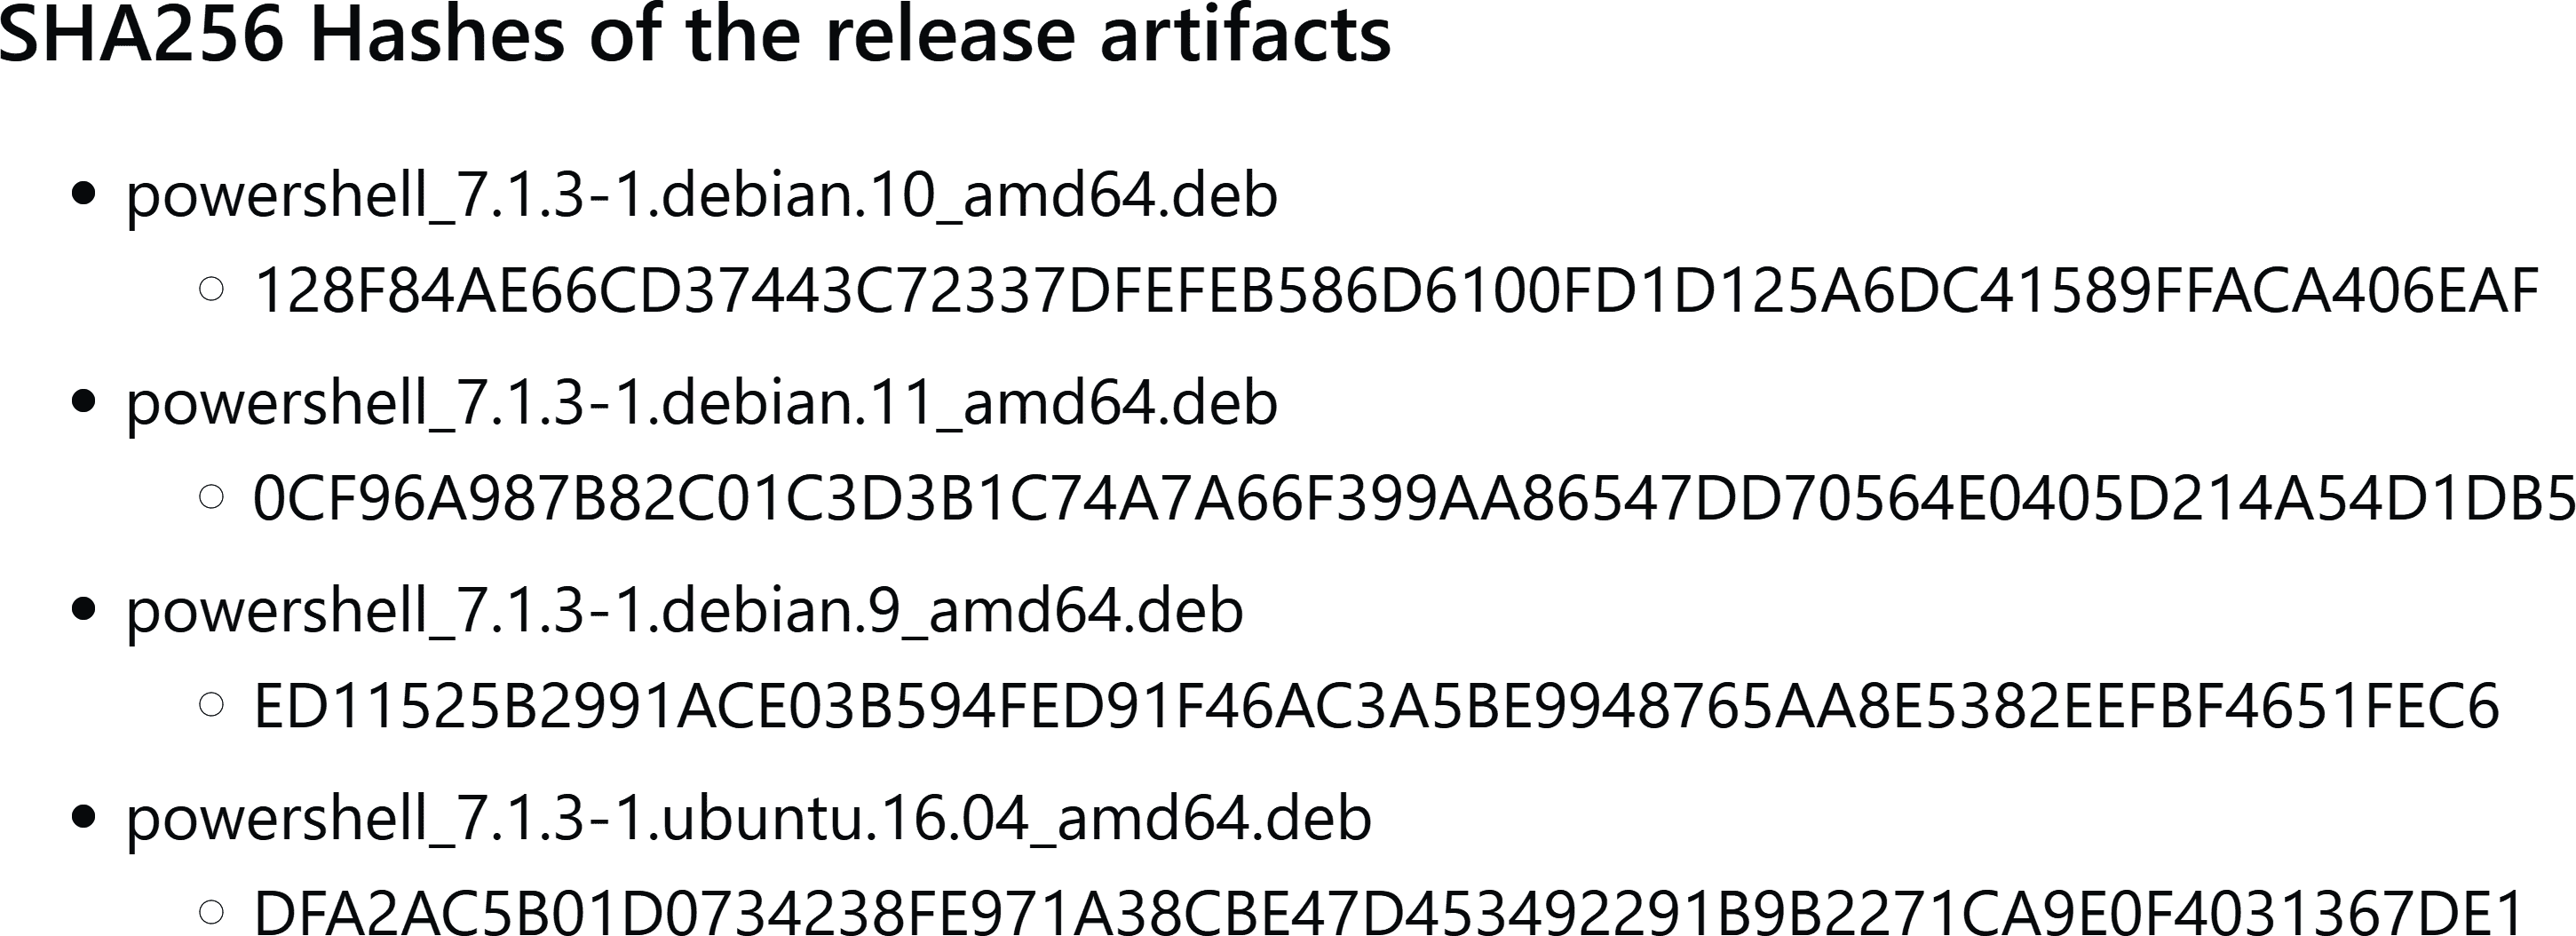 SHA256 Hashes of the release artifacts
powershell_7.1.3-1.debian.10_amd64.deb
128F84AE66CD37443C72337DFEFEB586D6100FD1D125A6DC41589FFACA406EAF
powershell_7.1.3-1.debian.11_amd64.deb
0CF96A987B82C01C3D3B1C74A7A66F399AA86547DD70564E0405D214A54D1DB5
powershell_7.1.3-1.debian.9_amd64.deb
ED11525B2991ACE03B594FED91F46AC3A5BE9948765AA8E5382EEFBF4651FEC6
powershell_7.1.3-1.ubuntu.16.04_amd64.deb
DFA2AC5B01D0734238FE971A38CBE47D453492291B9B2271CA9E0F4031367DE1